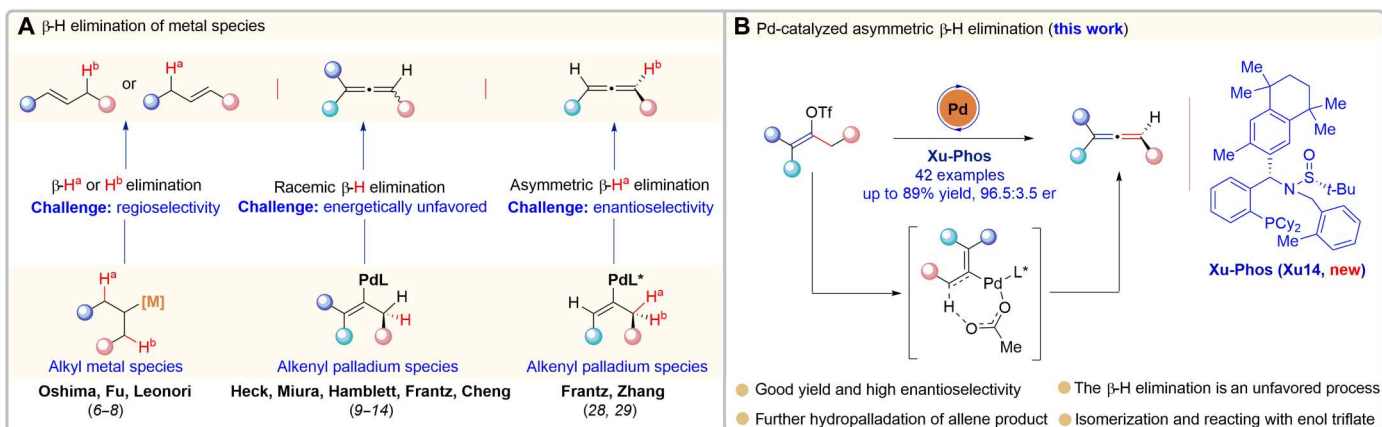 A β-H elimination of metal species
H^b or H^a
H
H H^b
β-H^a or H^b elimination
Challenge: regioselectivity
Racemic β-H elimination
Challenge: energetically unfavored
Asymmetric β-H^a elimination
Challenge: enantioselectivity
H^a
[M]
H^b
PdL
H
H
PdL*
H
H^a
H^b
Alkyl metal species
Alkenyl palladium species
Alkenyl palladium species
Oshima, Fu, Leonori
(6–8)
Heck, Miura, Hamblett, Frantz, Cheng
(9–14)
Frantz, Zhang
(28, 29)
B Pd-catalyzed asymmetric β-H elimination (this work)
OTf
Pd
Xu-Phos
42 examples
up to 89% yield, 96.5:3.5 er
H
L*
Pd
H
O
O
Me
Me Me
Me
Me
Me
O
S
t-Bu
N
PCy₂
Me
Xu-Phos (Xu14, new)
Good yield and high enantioselectivity
The β-H elimination is an unfavored process
Further hydropalladation of allene product
Isomerization and reacting with enol triflate